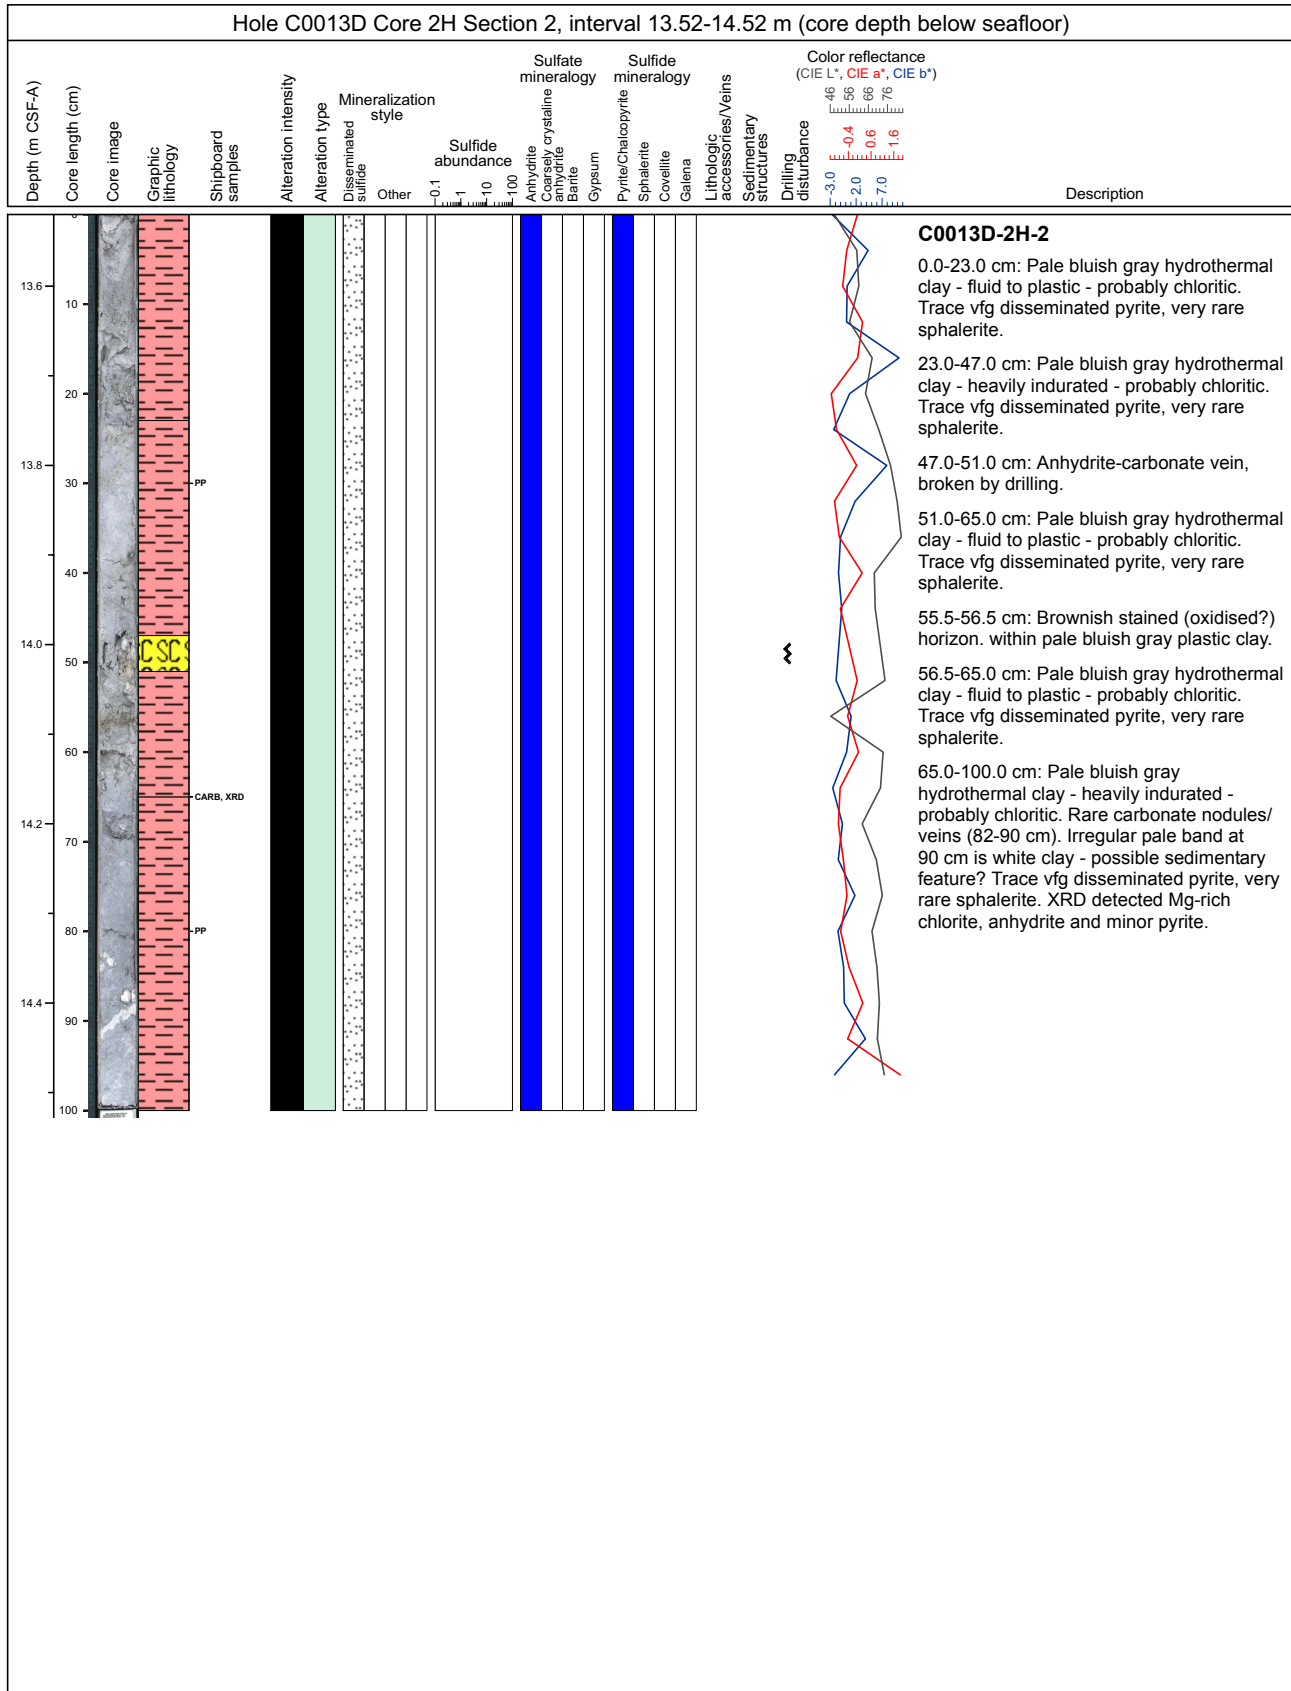 Hole C0013D Core 2H Section 2, interval 13.52-14.52 m (core depth below seafloor)
Depth (m CSF-A)
Core length (cm)
Core image
Graphic
lithology
Shipboard
samples
Alteration intensity
Alteration type
Mineralization
style
Disseminated
sulfide
Other
Sulfide
abundance
0.1
1
10
100
Sulfate
mineralogy
Anhydrite
Coarsely crystaline
anhydrite
Barite
Gypsum
Sulfide
mineralogy
Pyrite/Chalcopyrite
Sphalerite
Covellite
Galena
Lithologic
accessories/Veins
Sedimentary
structures
Drilling
disturbance
Color reflectance
(CIE L*, CIE a*, CIE b*)
46
56
66
76
-0.4
0.6
1.6
-3.0
2.0
7.0
Description
0
13.6
10
20
13.8
30
PP
40
14.0
50
CSCS
60
CARB, XRD
14.2
70
80
PP
14.4
90
100
C0013D-2H-2
0.0-23.0 cm: Pale bluish gray hydrothermal
clay - fluid to plastic - probably chloritic.
Trace vfg disseminated pyrite, very rare
sphalerite.
23.0-47.0 cm: Pale bluish gray hydrothermal
clay - heavily indurated - probably chloritic.
Trace vfg disseminated pyrite, very rare
sphalerite.
47.0-51.0 cm: Anhydrite-carbonate vein,
broken by drilling.
51.0-65.0 cm: Pale bluish gray hydrothermal
clay - fluid to plastic - probably chloritic.
Trace vfg disseminated pyrite, very rare
sphalerite.
55.5-56.5 cm: Brownish stained (oxidised?)
horizon. within pale bluish gray plastic clay.
56.5-65.0 cm: Pale bluish gray hydrothermal
clay - fluid to plastic - probably chloritic.
Trace vfg disseminated pyrite, very rare
sphalerite.
65.0-100.0 cm: Pale bluish gray
hydrothermal clay - heavily indurated -
probably chloritic. Rare carbonate nodules/
veins (82-90 cm). Irregular pale band at
90 cm is white clay - possible sedimentary
feature? Trace vfg disseminated pyrite, very
rare sphalerite. XRD detected Mg-rich
chlorite, anhydrite and minor pyrite.